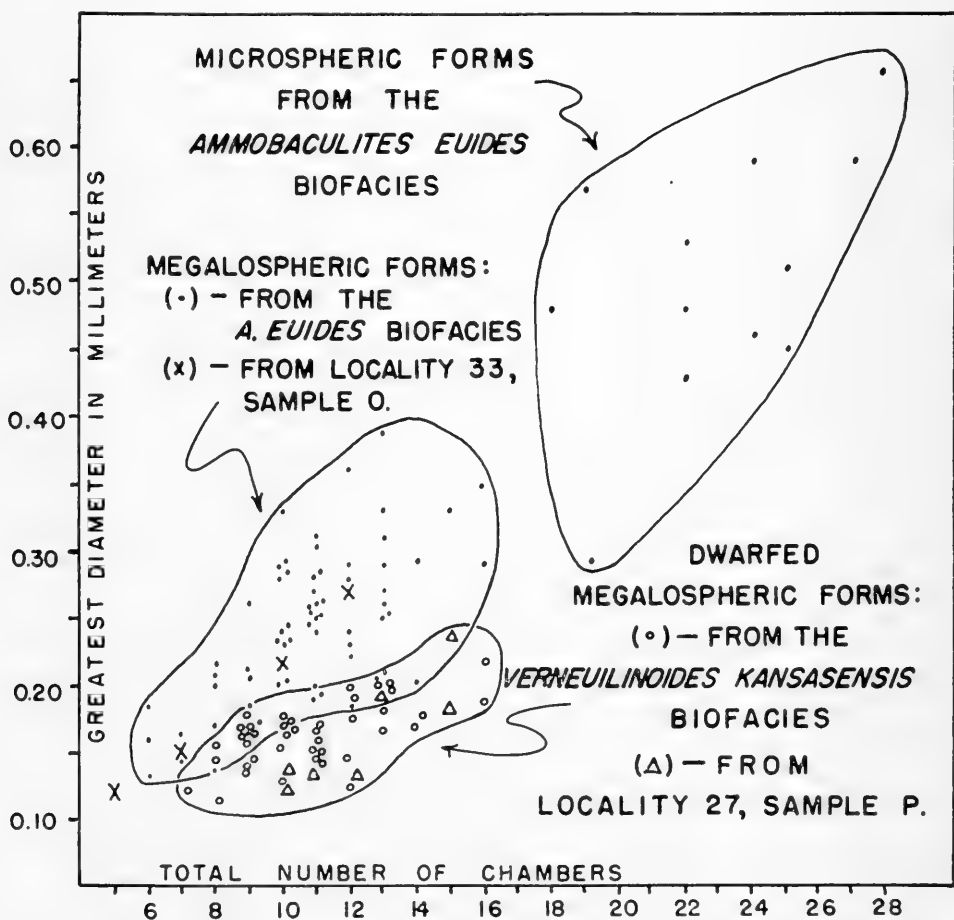 MICROSPHERIC FORMS
FROM THE
AMMOBACULITES EUIDES
BIOFACIES
MEGALOSPHERIC FORMS:
(·) – FROM THE
A. EUIDES BIOFACIES
(x) – FROM LOCALITY 33,
SAMPLE O.
DWARFED
MEGALOSPHERIC FORMS:
(∘) – FROM THE
VERNEUILINOIDES KANSASENSIS
BIOFACIES
(△) – FROM
LOCALITY 27, SAMPLE P.
GREATEST DIAMETER IN MILLIMETERS
0.60
0.50
0.40
0.30
0.20
0.10
TOTAL NUMBER OF CHAMBERS
6 8 10 12 14 16 18 20 22 24 26 28